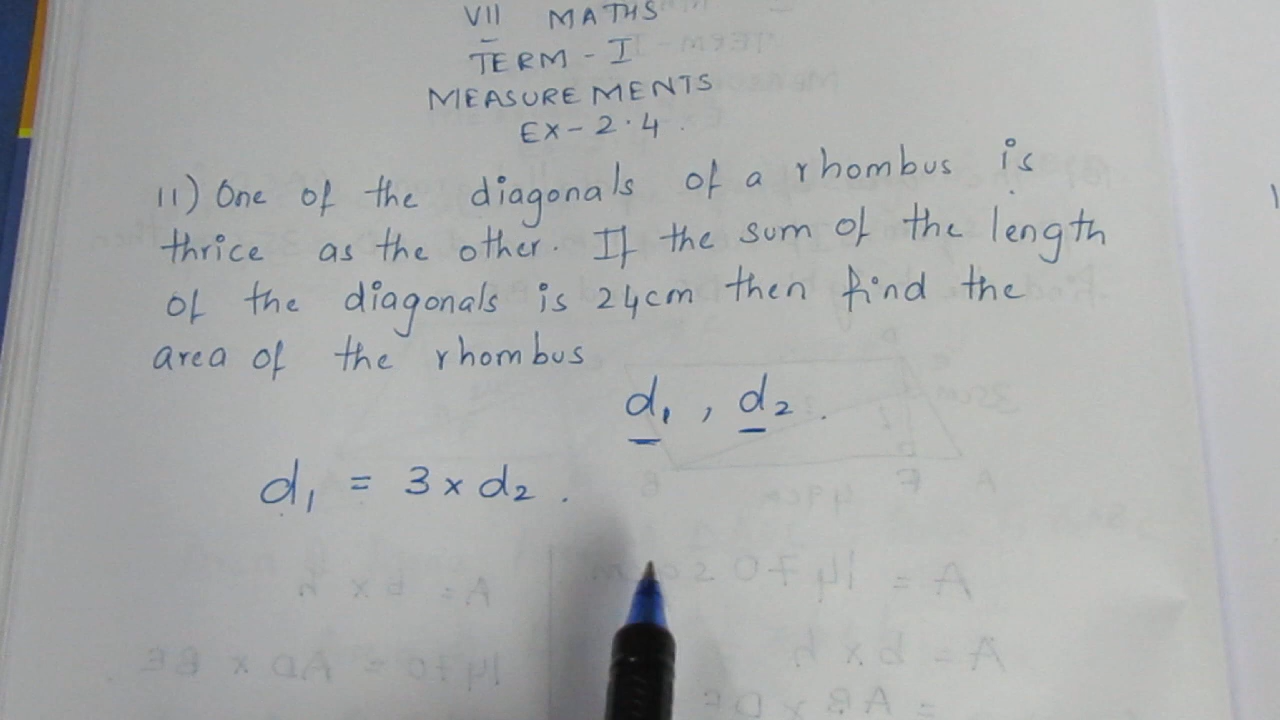 VII MATHS
TERM - I
MEASUREMENTS
EX - 2.4.
11) One of the diagonals of a rhombus is
thrice as the other. If the sum of the length
of the diagonals is 24cm then find the
area of the rhombus
d₁, d₂.
d₁ = 3 × d₂.